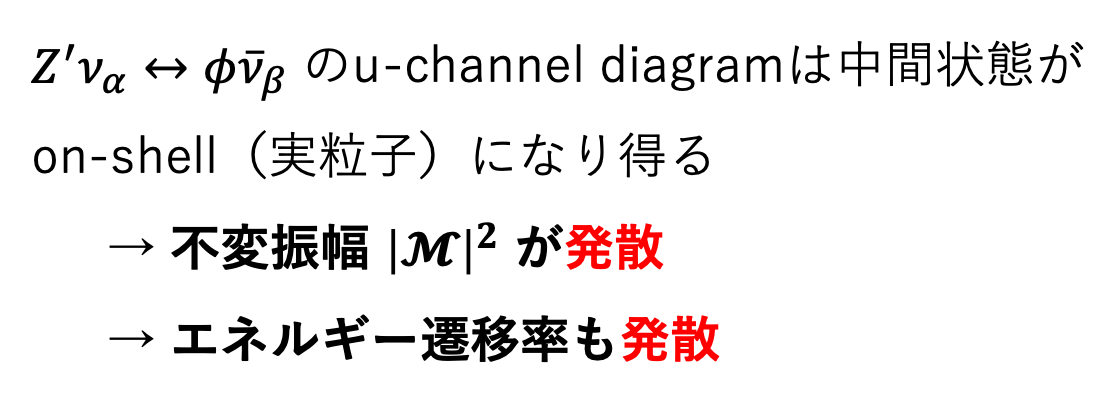 𝑍′𝜈_𝛼 ↔ 𝜙𝜈̄_𝛽 のu-channel diagramは中間状態が
on-shell（実粒子）になり得る
→ 不変振幅 |ℳ|² が発散
→ エネルギー遷移率も発散